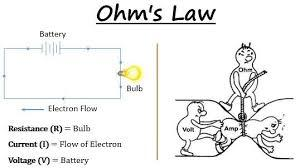 Ohm's Law
Battery
Bulb
Electron Flow
Resistance (R) = Bulb
Current (I) = Flow of Electron
Voltage (V) = Battery
Ohm
Volt
Amp